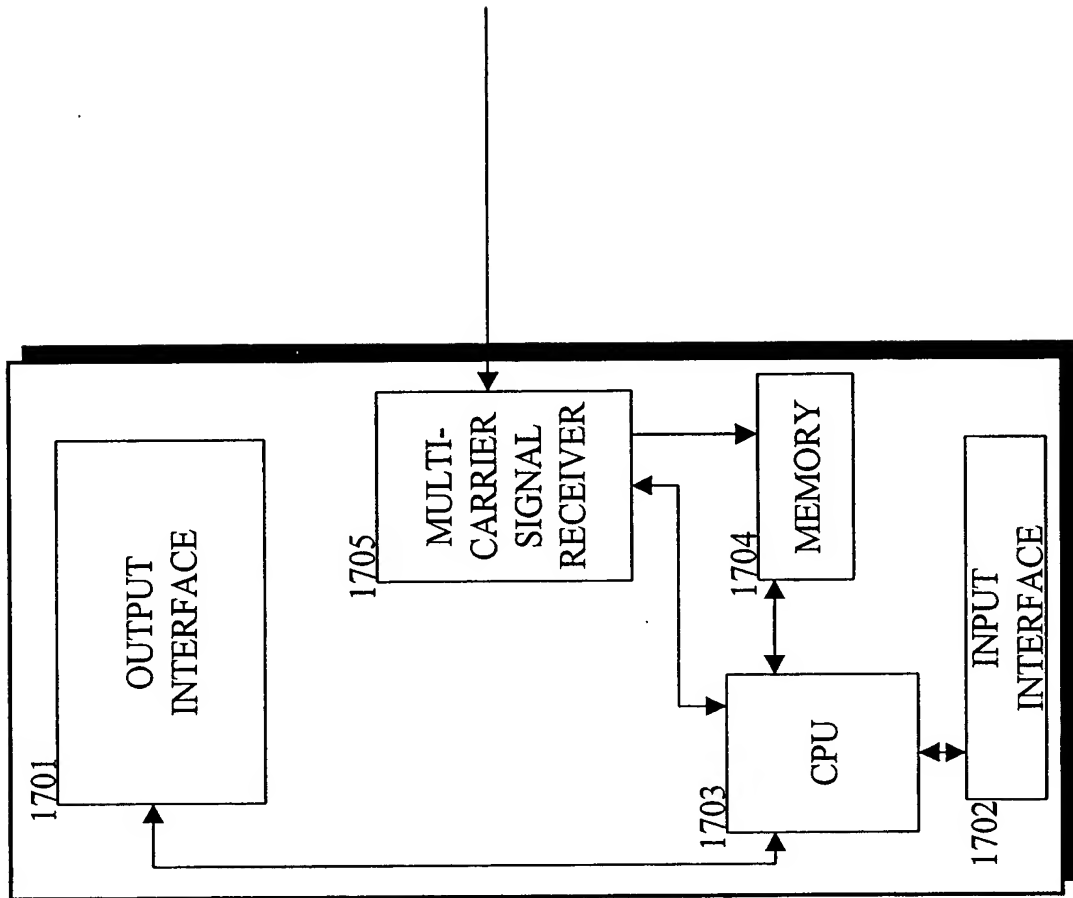 1701
OUTPUT
INTERFACE
1705
MULTI-
CARRIER
SIGNAL
RECEIVER
1703
CPU
1704
MEMORY
1702
INPUT
INTERFACE